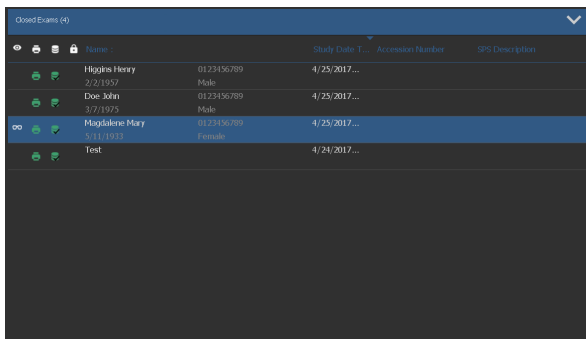 Closed Exams (4)
Name : Study Date T... Accession Number SPS Description
Higgins Henry 0123456789 4/25/2017...
2/2/1957 Male
Doe John 0123456789 4/25/2017...
3/7/1975 Male
Magdalene Mary 0123456789 4/25/2017...
5/11/1933 Female
Test 4/24/2017...